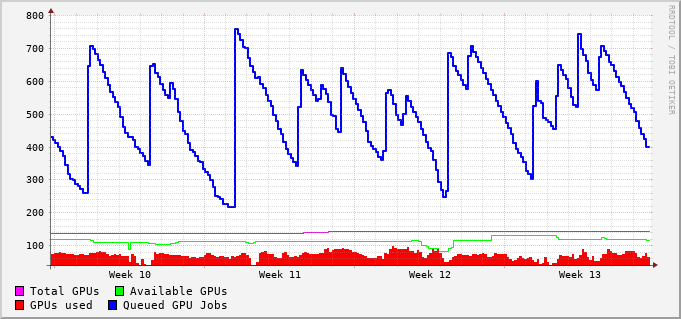 800
700
600
500
400
300
200
100
Week 10 Week 11 Week 12 Week 13
Total GPUs Available GPUs
GPUs used Queued GPU Jobs
RRDTOOL / TOBI OETIKER